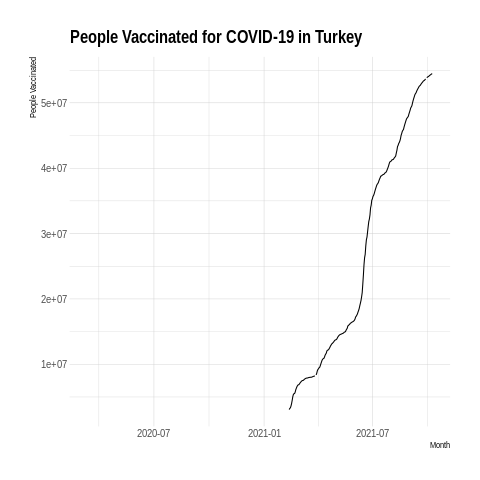 People Vaccinated for COVID-19 in Turkey
People Vaccinated
5e+07
4e+07
3e+07
2e+07
1e+07
2020-07 2021-01 2021-07
Month